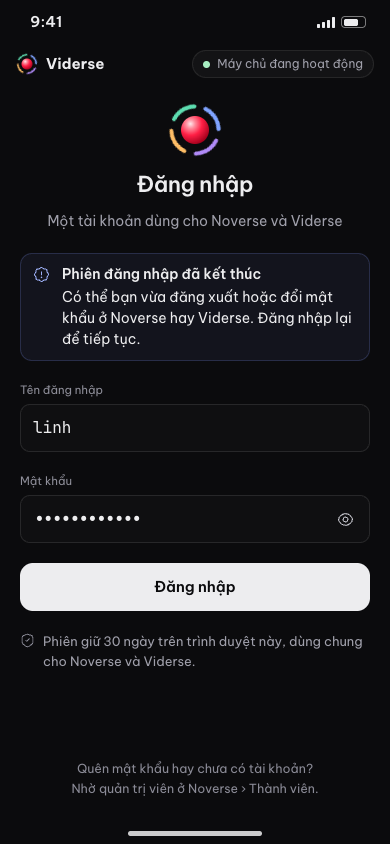 9:41
Viderse
Máy chủ đang hoạt động
Đăng nhập
Một tài khoản dùng cho Noverse và Viderse
Phiên đăng nhập đã kết thúc
Có thể bạn vừa đăng xuất hoặc đổi mật
khẩu ở Noverse hay Viderse. Đăng nhập lại
để tiếp tục.
Tên đăng nhập
linh
Mật khẩu
••••••••••••
Đăng nhập
Phiên giữ 30 ngày trên trình duyệt này, dùng chung
cho Noverse và Viderse.
Quên mật khẩu hay chưa có tài khoản?
Nhờ quản trị viên ở Noverse › Thành viên.